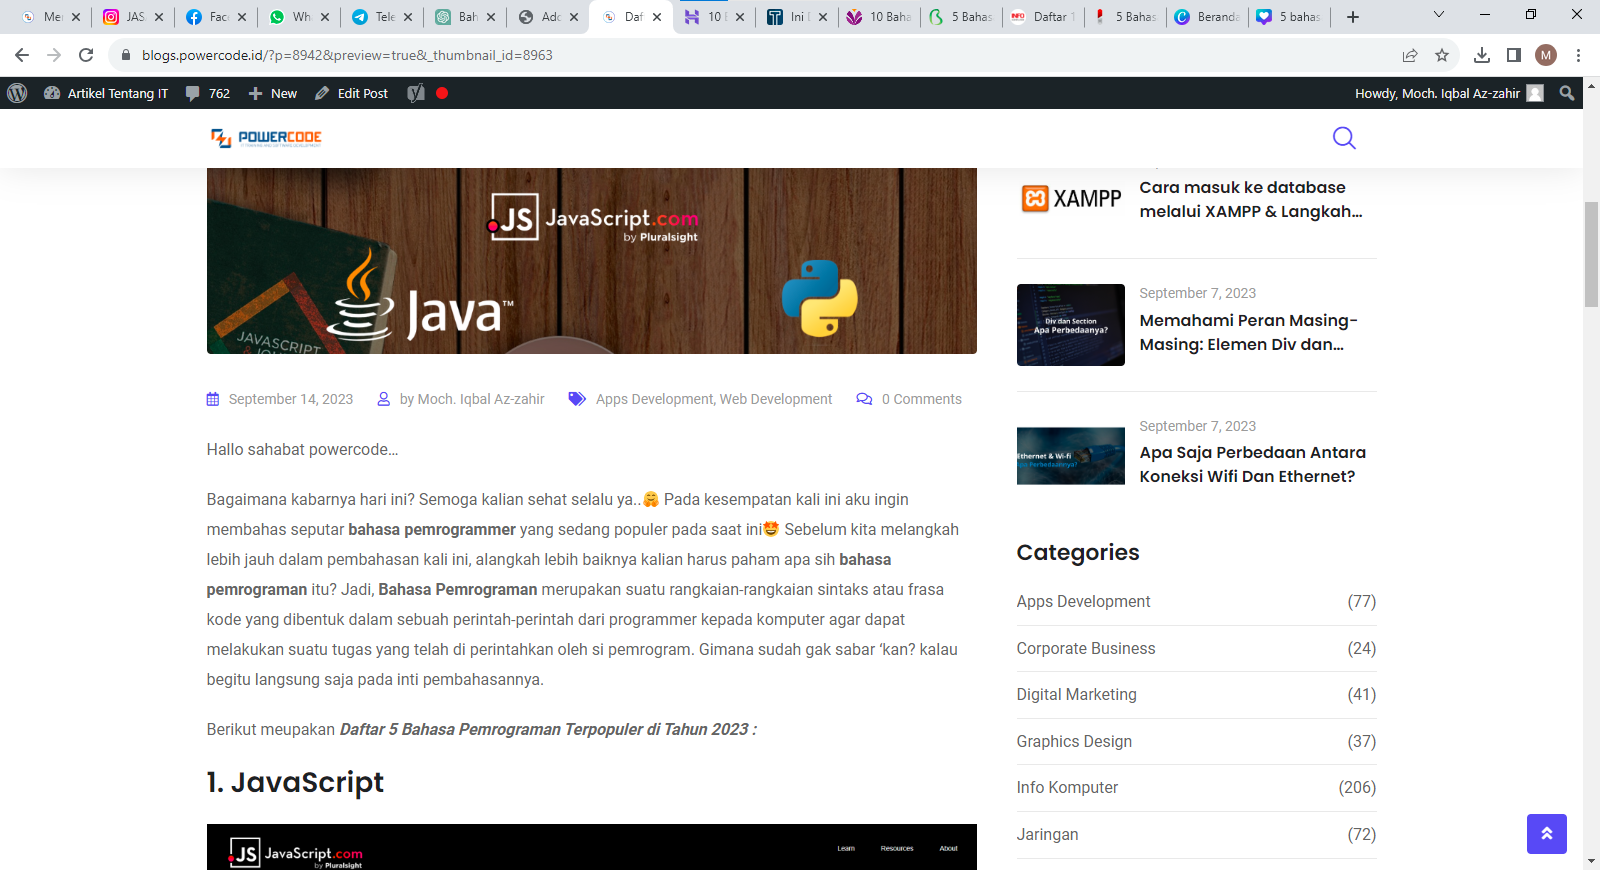 Me
JAS
Fac
Wh
Tele
Bah
Adc
Daf
10 E
Ini
10 Baha
5 Bahas
Daftar 1
5 Bahas
Beranda
5 bahas
blogs.powercode.id/?p=8942&preview=true&_thumbnail_id=8963
M
Artikel Tentang IT
762
New
Edit Post
Howdy, Moch. Iqbal Az-zahir
POWERCODE
JS JavaScript.com
by Pluralsight
Java™
JAVASCRIPT
XAMPP
Cara masuk ke database
melalui XAMPP & Langkah...
Div dan Section
Apa Perbedaanya?
September 7, 2023
Memahami Peran Masing-
Masing: Elemen Div dan...
Ethernet & Wi-fi
Apa Perbedaannya?
September 7, 2023
Apa Saja Perbedaan Antara
Koneksi Wifi Dan Ethernet?
September 14, 2023
by Moch. Iqbal Az-zahir
Apps Development, Web Development
0 Comments
Hallo sahabat powercode…
Bagaimana kabarnya hari ini? Semoga kalian sehat selalu ya..🤗 Pada kesempatan kali ini aku ingin
membahas seputar bahasa pemrogrammer yang sedang populer pada saat ini🤩 Sebelum kita melangkah
lebih jauh dalam pembahasan kali ini, alangkah lebih baiknya kalian harus paham apa sih bahasa
pemrograman itu? Jadi, Bahasa Pemrograman merupakan suatu rangkaian-rangkaian sintaks atau frasa
kode yang dibentuk dalam sebuah perintah-perintah dari programmer kepada komputer agar dapat
melakukan suatu tugas yang telah di perintahkan oleh si pemrogram. Gimana sudah gak sabar ‘kan? kalau
begitu langsung saja pada inti pembahasannya.
Berikut meupakan Daftar 5 Bahasa Pemrograman Terpopuler di Tahun 2023 :
1. JavaScript
JS JavaScript.com
by Pluralsight
Learn
Resources
About
Categories
Apps Development (77)
Corporate Business (24)
Digital Marketing (41)
Graphics Design (37)
Info Komputer (206)
Jaringan (72)